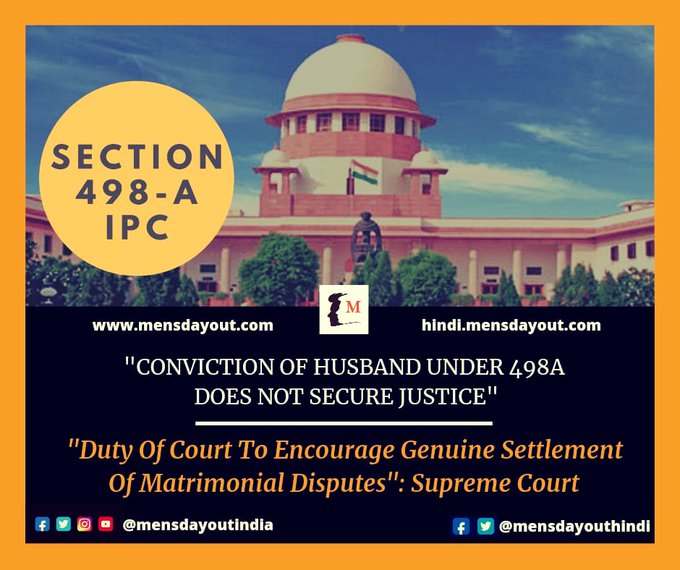 SECTION
498-A
IPC
M
www.mensdayout.com
hindi.mensdayout.com
"CONVICTION OF HUSBAND UNDER 498A
DOES NOT SECURE JUSTICE"
"Duty Of Court To Encourage Genuine Settlement
Of Matrimonial Disputes": Supreme Court
@mensdayoutindia
@mensdayouthindi